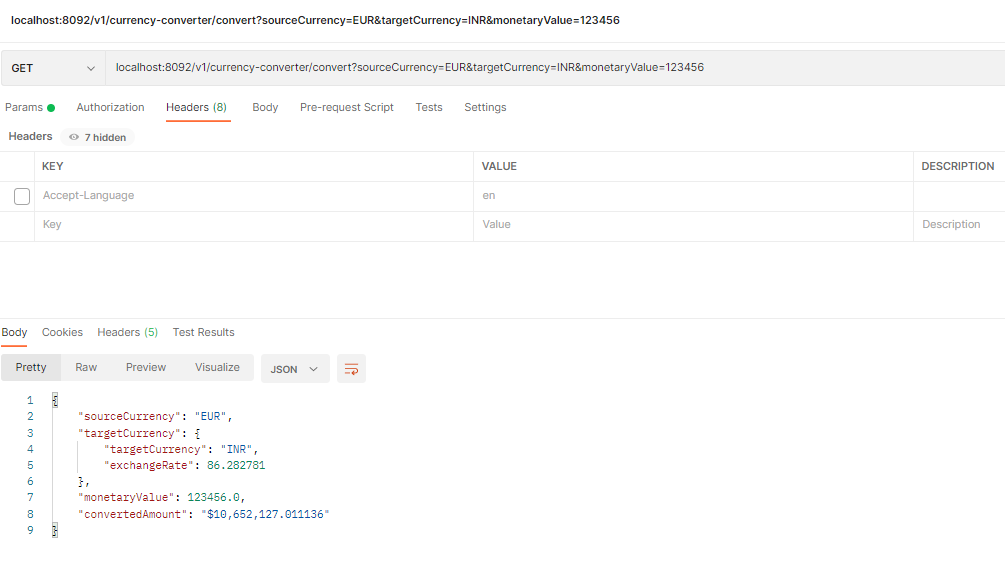 localhost:8092/v1/currency-converter/convert?sourceCurrency=EUR&targetCurrency=INR&monetaryValue=123456
GET localhost:8092/v1/currency-converter/convert?sourceCurrency=EUR&targetCurrency=INR&monetaryValue=123456
Params Authorization Headers (8) Body Pre-request Script Tests Settings
Headers 7 hidden
KEY VALUE DESCRIPTION
Accept-Language en
Key Value Description
Body Cookies Headers (5) Test Results
Pretty Raw Preview Visualize JSON
1 {
2 "sourceCurrency": "EUR",
3 "targetCurrency": {
4 "targetCurrency": "INR",
5 "exchangeRate": 86.282781
6 },
7 "monetaryValue": 123456.0,
8 "convertedAmount": "$10,652,127.011136"
9 }